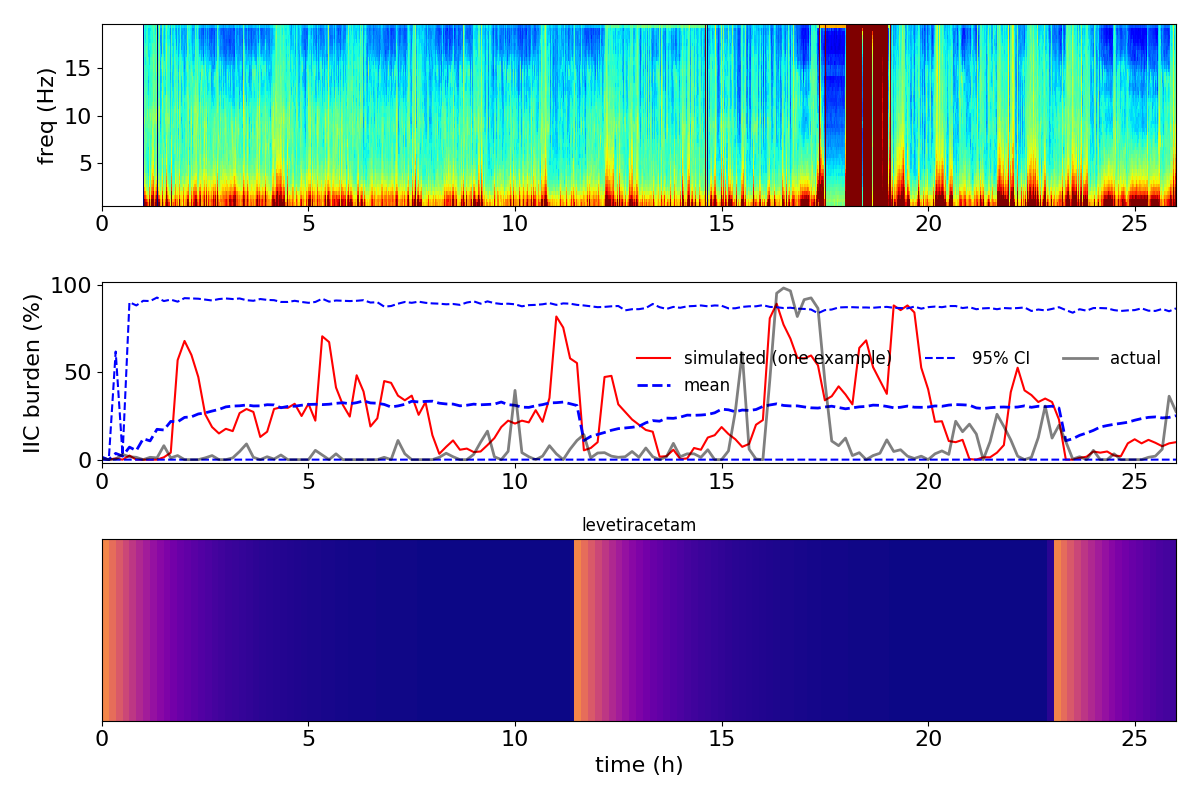 freq (Hz)
15
10
5
0 5 10 15 20 25
IIC burden (%)
100
50
0
simulated (one example) 95% CI actual
mean
0 5 10 15 20 25
levetiracetam
0 5 10 15 20 25
time (h)